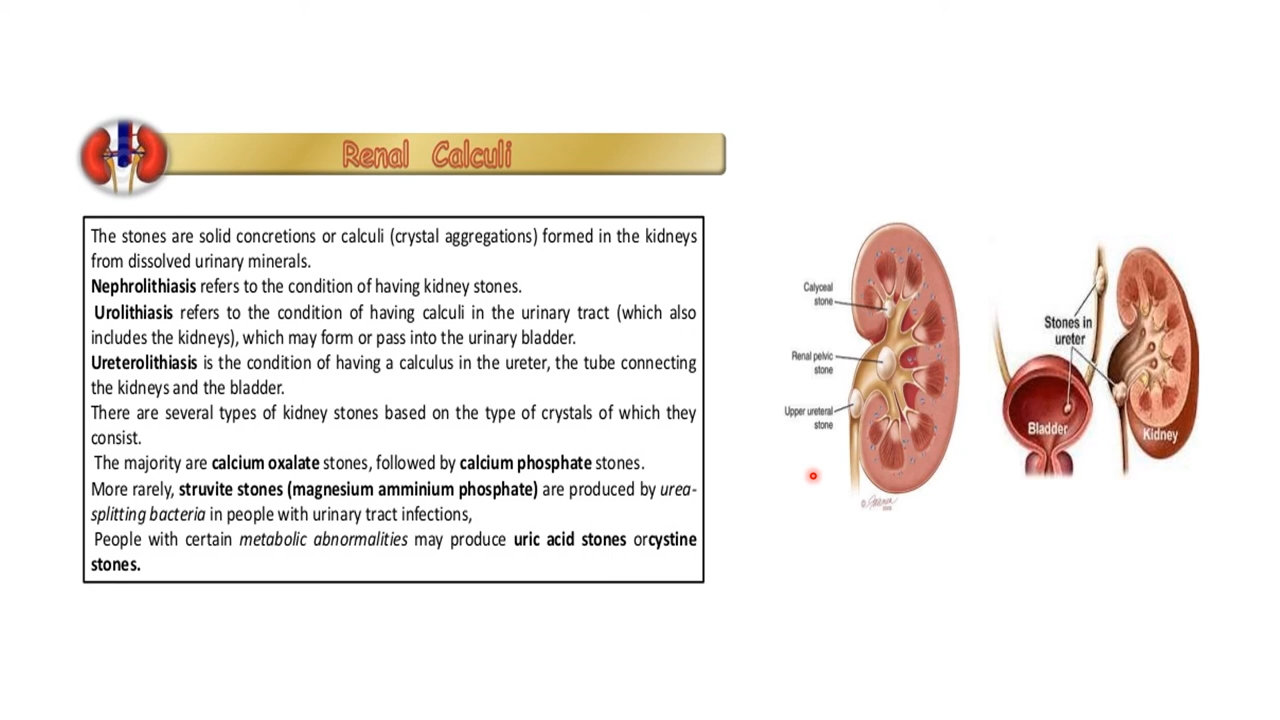 Renal Calculi
The stones are solid concretions or calculi (crystal aggregations) formed in the kidneys
from dissolved urinary minerals.
Nephrolithiasis refers to the condition of having kidney stones.
Urolithiasis refers to the condition of having calculi in the urinary tract (which also
includes the kidneys), which may form or pass into the urinary bladder.
Ureterolithiasis is the condition of having a calculus in the ureter, the tube connecting
the kidneys and the bladder.
There are several types of kidney stones based on the type of crystals of which they
consist.
The majority are calcium oxalate stones, followed by calcium phosphate stones.
More rarely, struvite stones (magnesium amminium phosphate) are produced by urea-
splitting bacteria in people with urinary tract infections,
People with certain metabolic abnormalities may produce uric acid stones orcystine
stones.
Calyceal
stone
Renal pelvic
stone
Upper ureteral
stone
Stones in
ureter
Bladder
Kidney